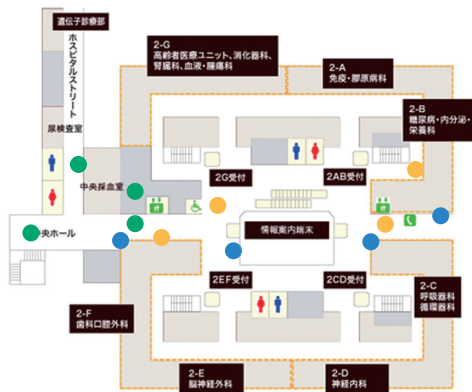 遺伝子診療部
ホスピタルストリート
2-G
高齢者医療ユニット、消化器科、
腎臓科、血液・腫瘍科
2-A
免疫・膠原病科
2-B
糖尿病・内分泌・
栄養科
尿検査室
中央採血室
2G受付
2AB受付
中央ホール
情報案内端末
2EF受付
2CD受付
2-C
呼吸器科
循環器科
2-F
歯科口腔外科
2-E
脳神経外科
2-D
神経内科